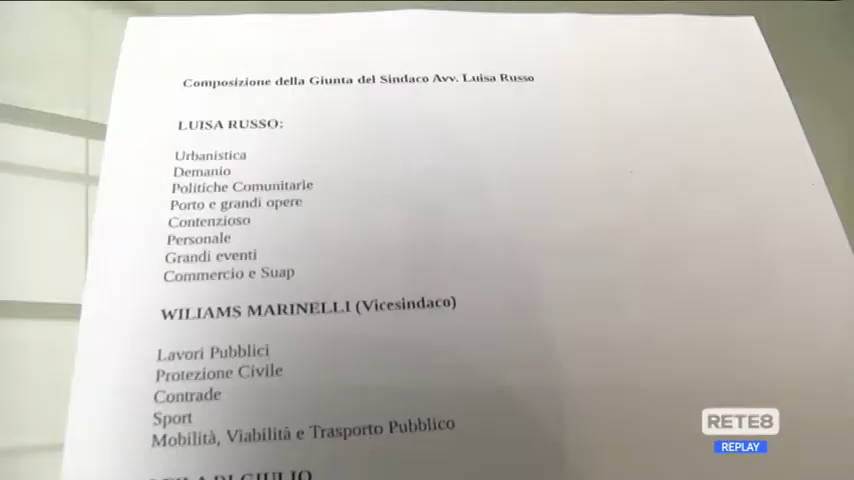 Composizione della Giunta del Sindaco Avv. Luisa Russo
LUISA RUSSO:
Urbanistica
Demanio
Politiche Comunitarie
Porto e grandi opere
Contenzioso
Personale
Grandi eventi
Commercio e Suap
WILIAMS MARINELLI (Vicesindaco)
Lavori Pubblici
Protezione Civile
Contrade
Sport
Mobilità, Viabilità e Trasporto Pubblico
DI GIULIO
RETE8
REPLAY